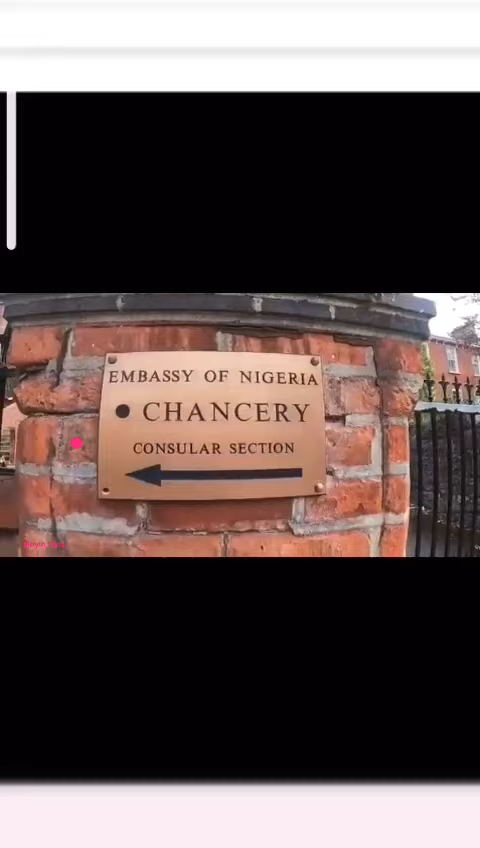 EMBASSY OF NIGERIA
• CHANCERY
CONSULAR SECTION